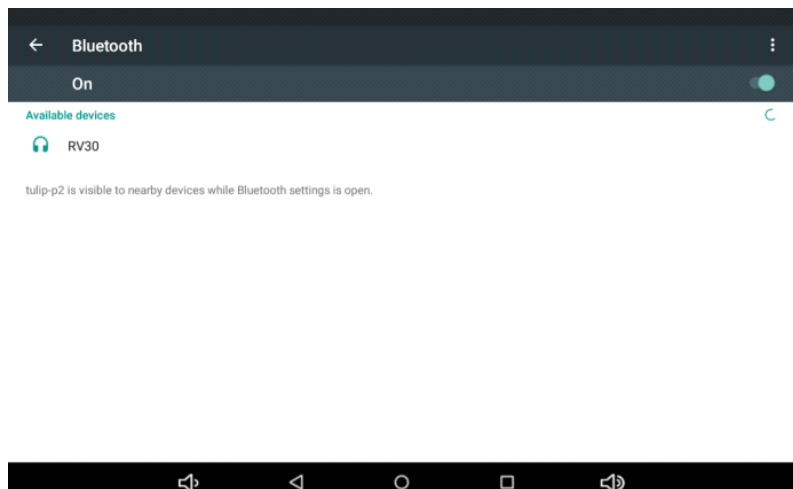 Bluetooth
On
Available devices
RV30
tulip-p2 is visible to nearby devices while Bluetooth settings is open.